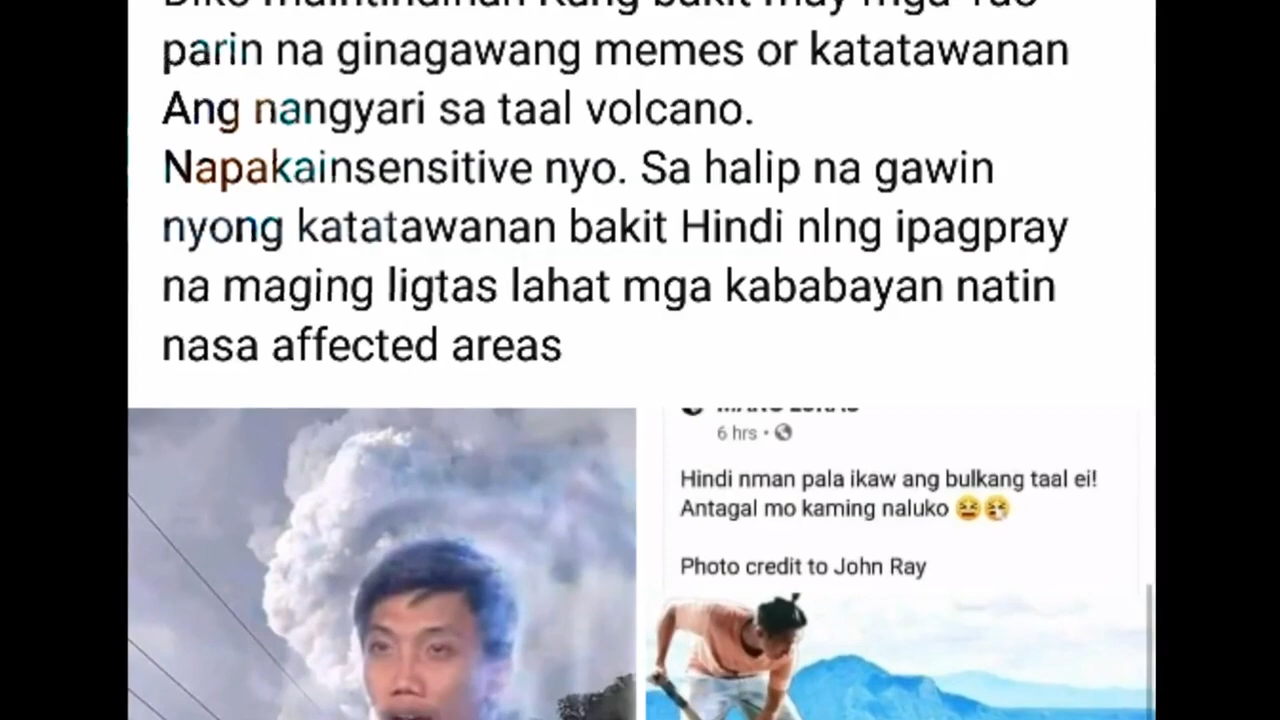 parin na ginagawang memes or katatawanan
Ang nangyari sa taal volcano.
Napakainsensitive nyo. Sa halip na gawin
nyong katatawanan bakit Hindi nlng ipagpray
na maging ligtas lahat mga kababayan natin
nasa affected areas
6 hrs •
Hindi nman pala ikaw ang bulkang taal ei!
Antagal mo kaming naluko 😆🤧
Photo credit to John Ray